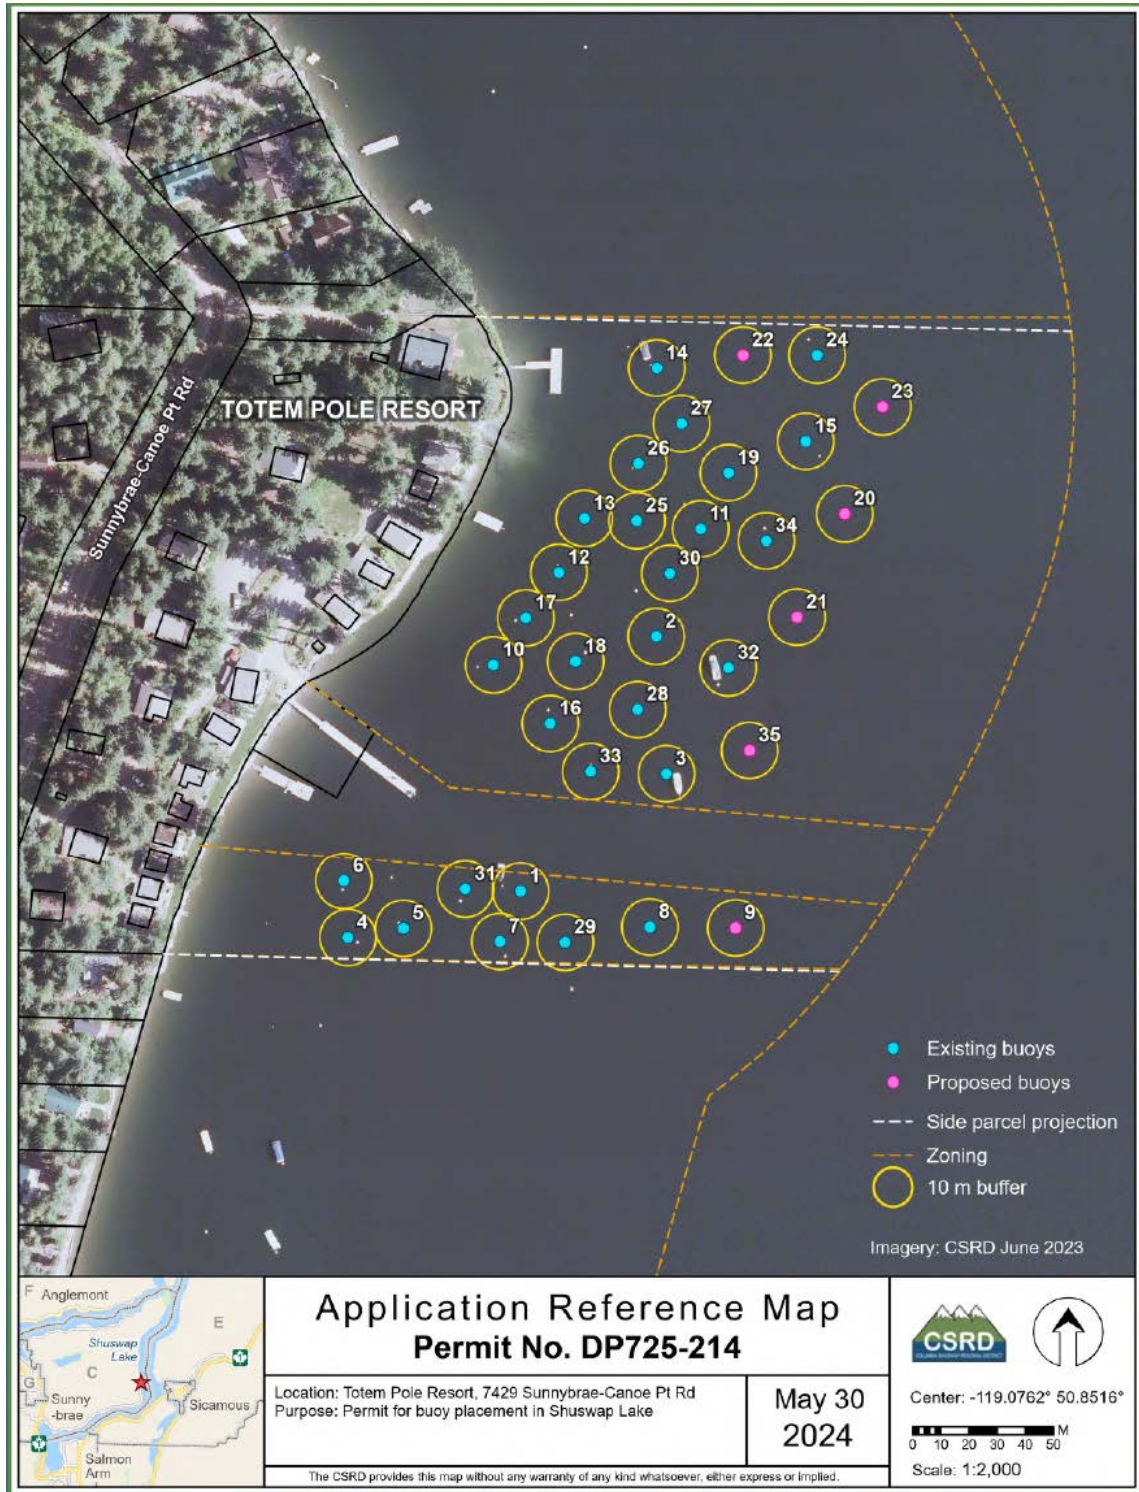 22
24
14
23
TOTEM POLE RESORT
27
15
26
19
Sunnybrae-Canoe Pt Rd
20
13
25
11
34
12
30
17
21
2
10
18
32
28
16
35
33
3
6
31
1
4
5
7
29
8
9
Existing buoys
Proposed buoys
Side parcel projection
Zoning
10 m buffer
Imagery: CSRD June 2023
F
Anglemont
Shuswap
Lake
E
C
G
1
Sunny
-brae
Sicamous
1
Salmon
Arm
Application Reference Map
Permit No. DP725-214
Location: Totem Pole Resort, 7429 Sunnybrae-Canoe Pt Rd
Purpose: Permit for buoy placement in Shuswap Lake
May 30
2024
The CSRD provides this map without any warranty of any kind whatsoever, either express or implied.
CSRD
COLUMBIA SHUSWAP REGIONAL DISTRICT
Center: -119.0762° 50.8516°
M
0 10 20 30 40 50
Scale: 1:2,000